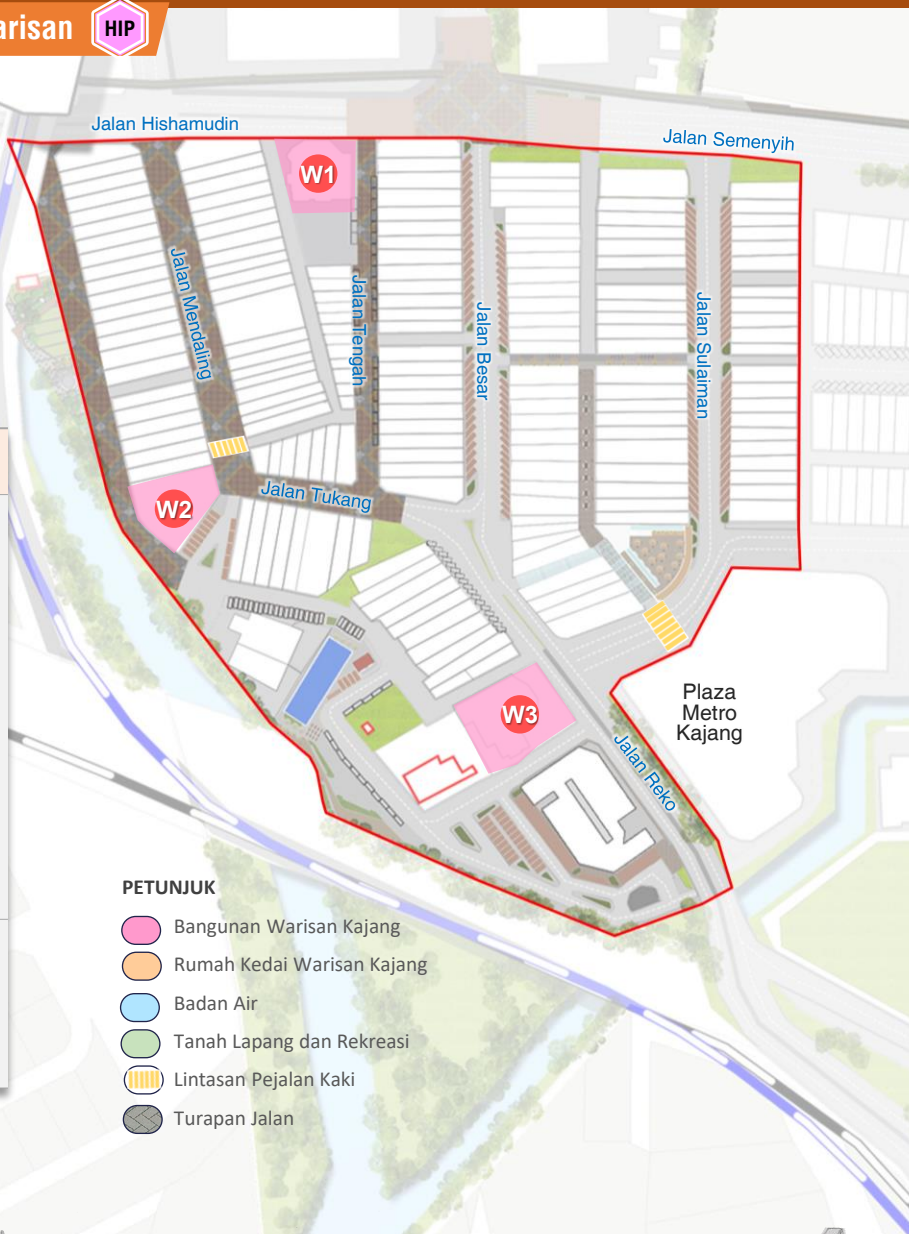 arisan HIP
Jalan Hishamudin
Jalan Semenyih
W1
Jalan Mendaling
Jalan Tengah
Jalan Besar
Jalan Sulaiman
Jalan Tukang
W2
W3
Plaza
Metro
Kajang
Jalan Reko
PETUNJUK
Bangunan Warisan Kajang
Rumah Kedai Warisan Kajang
Badan Air
Tanah Lapang dan Rekreasi
Lintasan Pejalan Kaki
Turapan Jalan